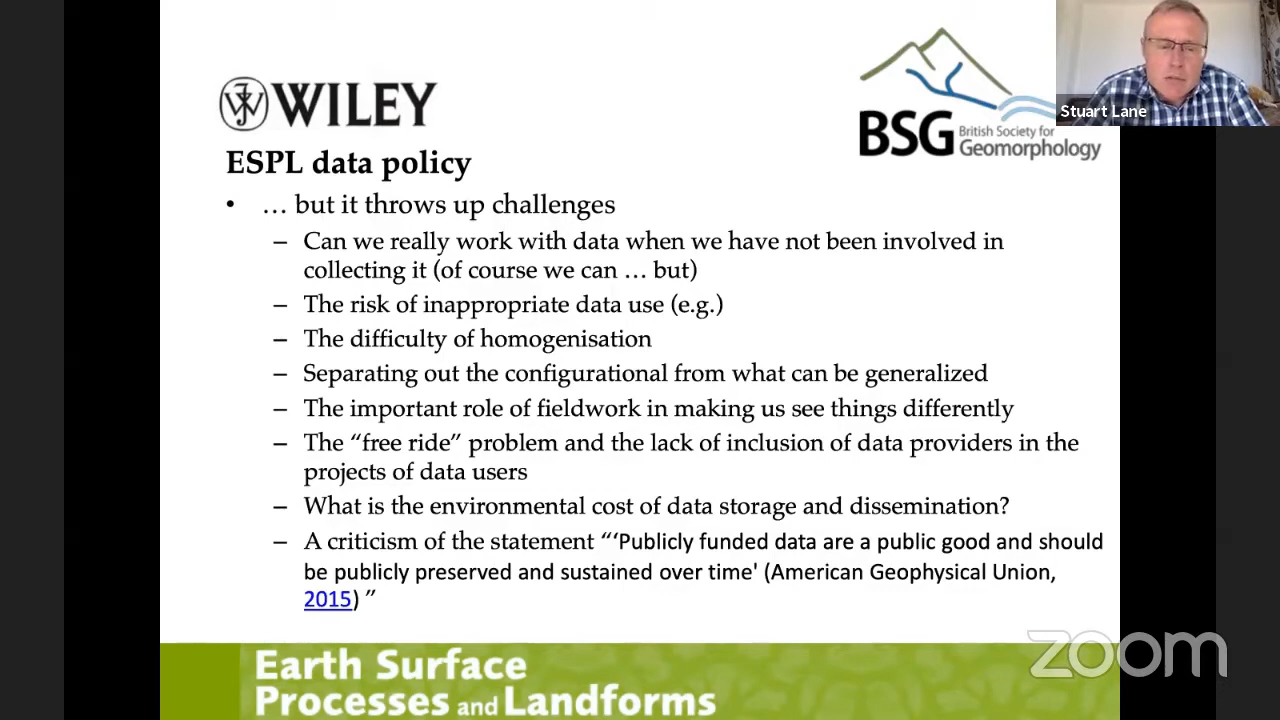 WILEY
BSG British Society for
Geomorphology
Stuart Lane
ESPL data policy
• … but it throws up challenges
– Can we really work with data when we have not been involved in
collecting it (of course we can … but)
– The risk of inappropriate data use (e.g.)
– The difficulty of homogenisation
– Separating out the configurational from what can be generalized
– The important role of fieldwork in making us see things differently
– The “free ride” problem and the lack of inclusion of data providers in the
projects of data users
– What is the environmental cost of data storage and dissemination?
– A criticism of the statement “‘Publicly funded data are a public good and should
be publicly preserved and sustained over time' (American Geophysical Union,
2015) ”
Earth Surface
Processes and Landforms
zoom